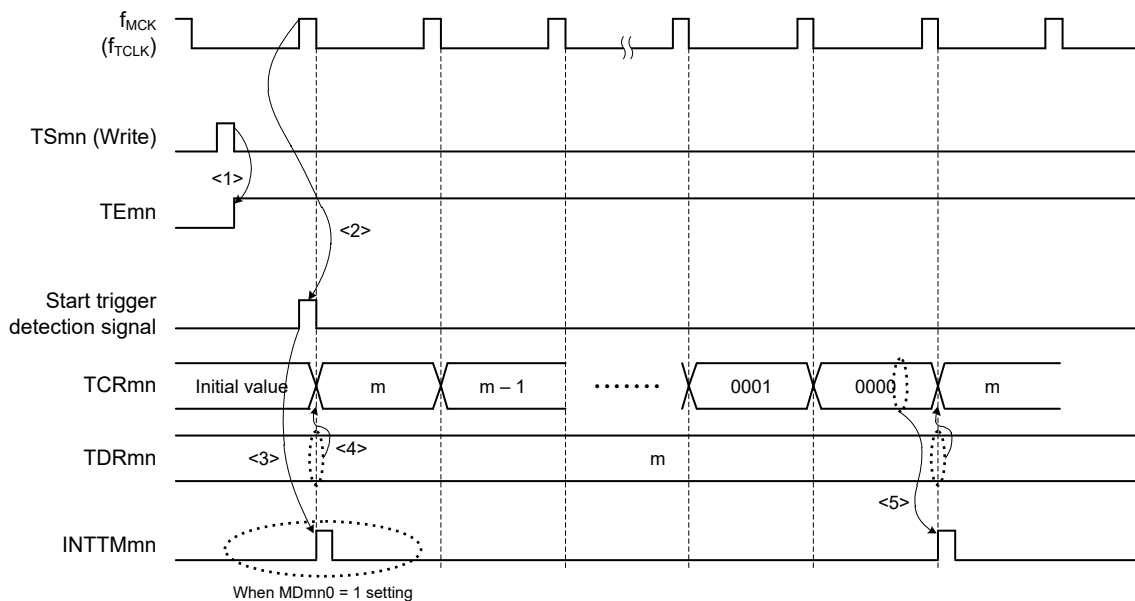 fMCK
(fTCLK)
TSmn (Write)
<1>
TEmn
<2>
Start trigger
detection signal
TCRmn
Initial value
m
m – 1
·······
0001
0000
m
<3>
<4>
TDRmn
m
<5>
INTTMmn
When MDmn0 = 1 setting